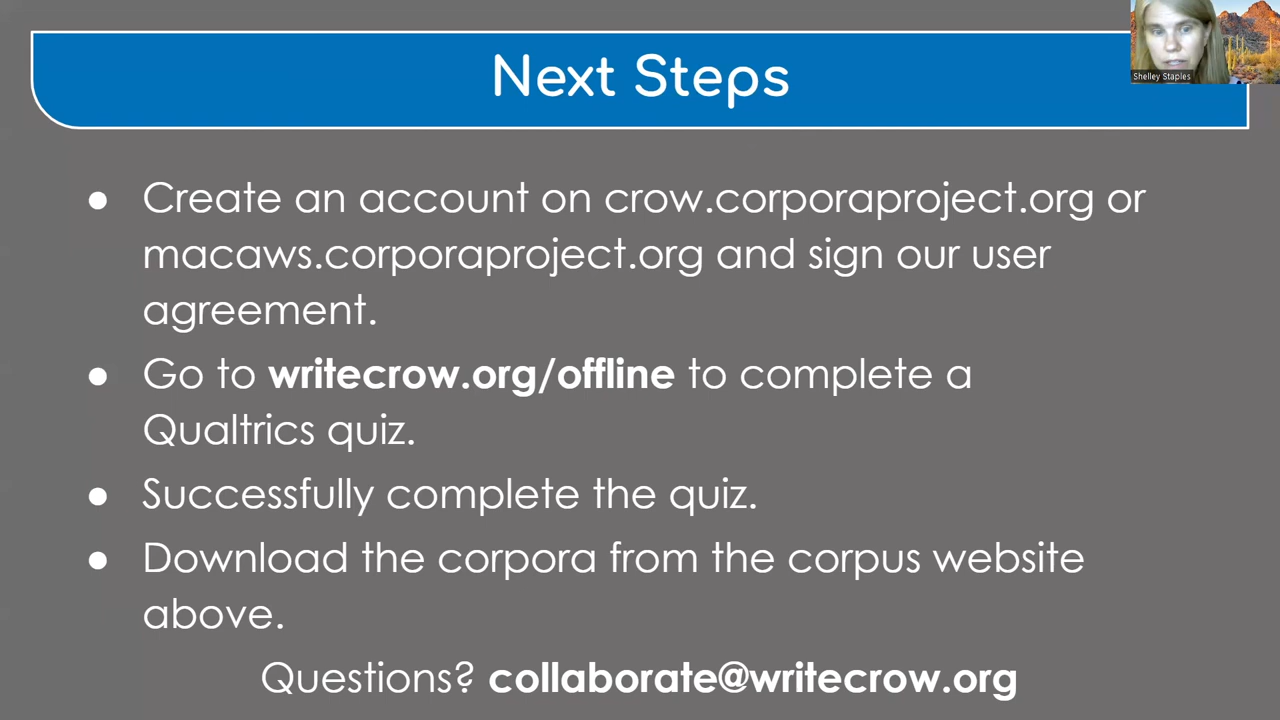 Next Steps
Shelley Staples
● Create an account on crow.corporaproject.org or
macaws.corporaproject.org and sign our user
agreement.
● Go to writecrow.org/offline to complete a
Qualtrics quiz.
● Successfully complete the quiz.
● Download the corpora from the corpus website
above.
Questions? collaborate@writecrow.org